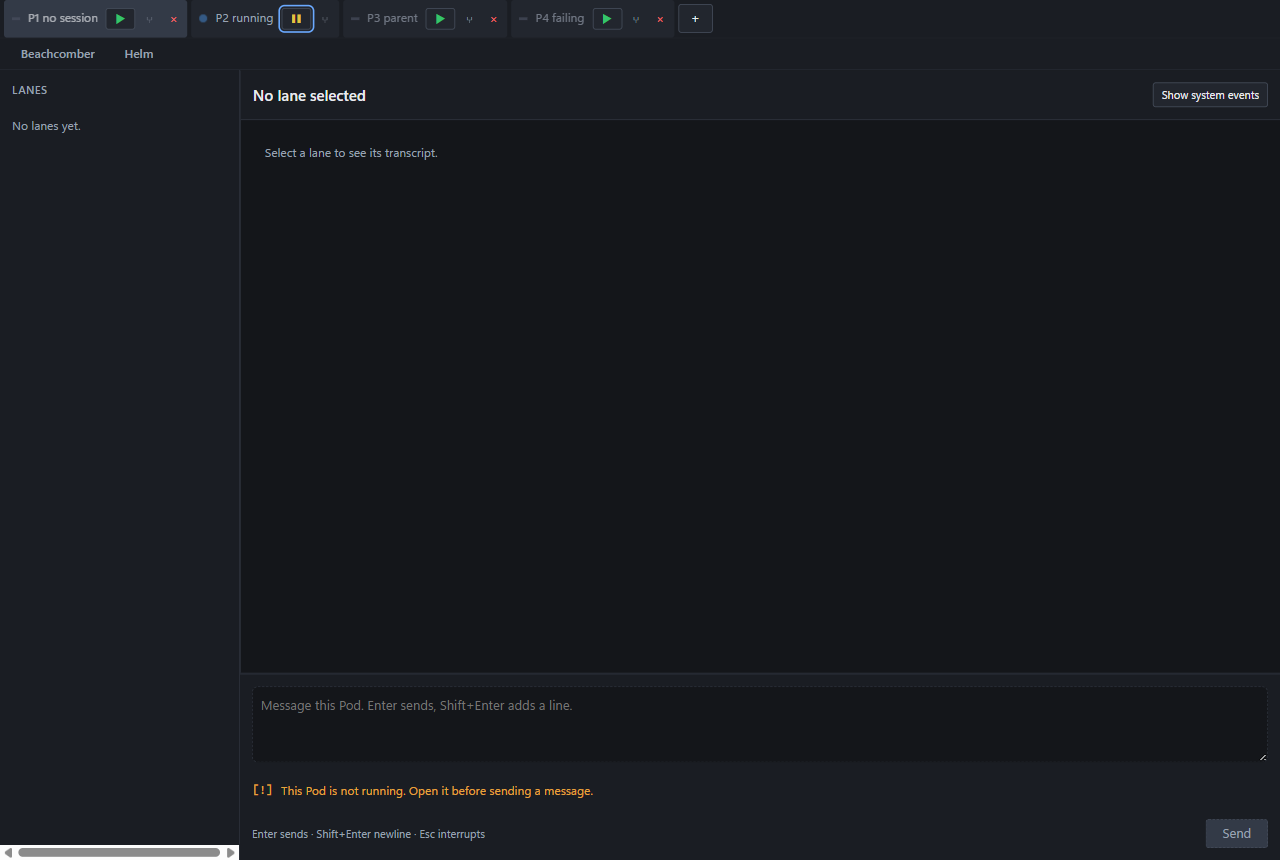 P1 no session
P2 running
P3 parent
P4 failing
+
Beachcomber
Helm
LANES
No lanes yet.
No lane selected
Show system events
Select a lane to see its transcript.
Message this Pod. Enter sends, Shift+Enter adds a line.
[!] This Pod is not running. Open it before sending a message.
Enter sends · Shift+Enter newline · Esc interrupts
Send